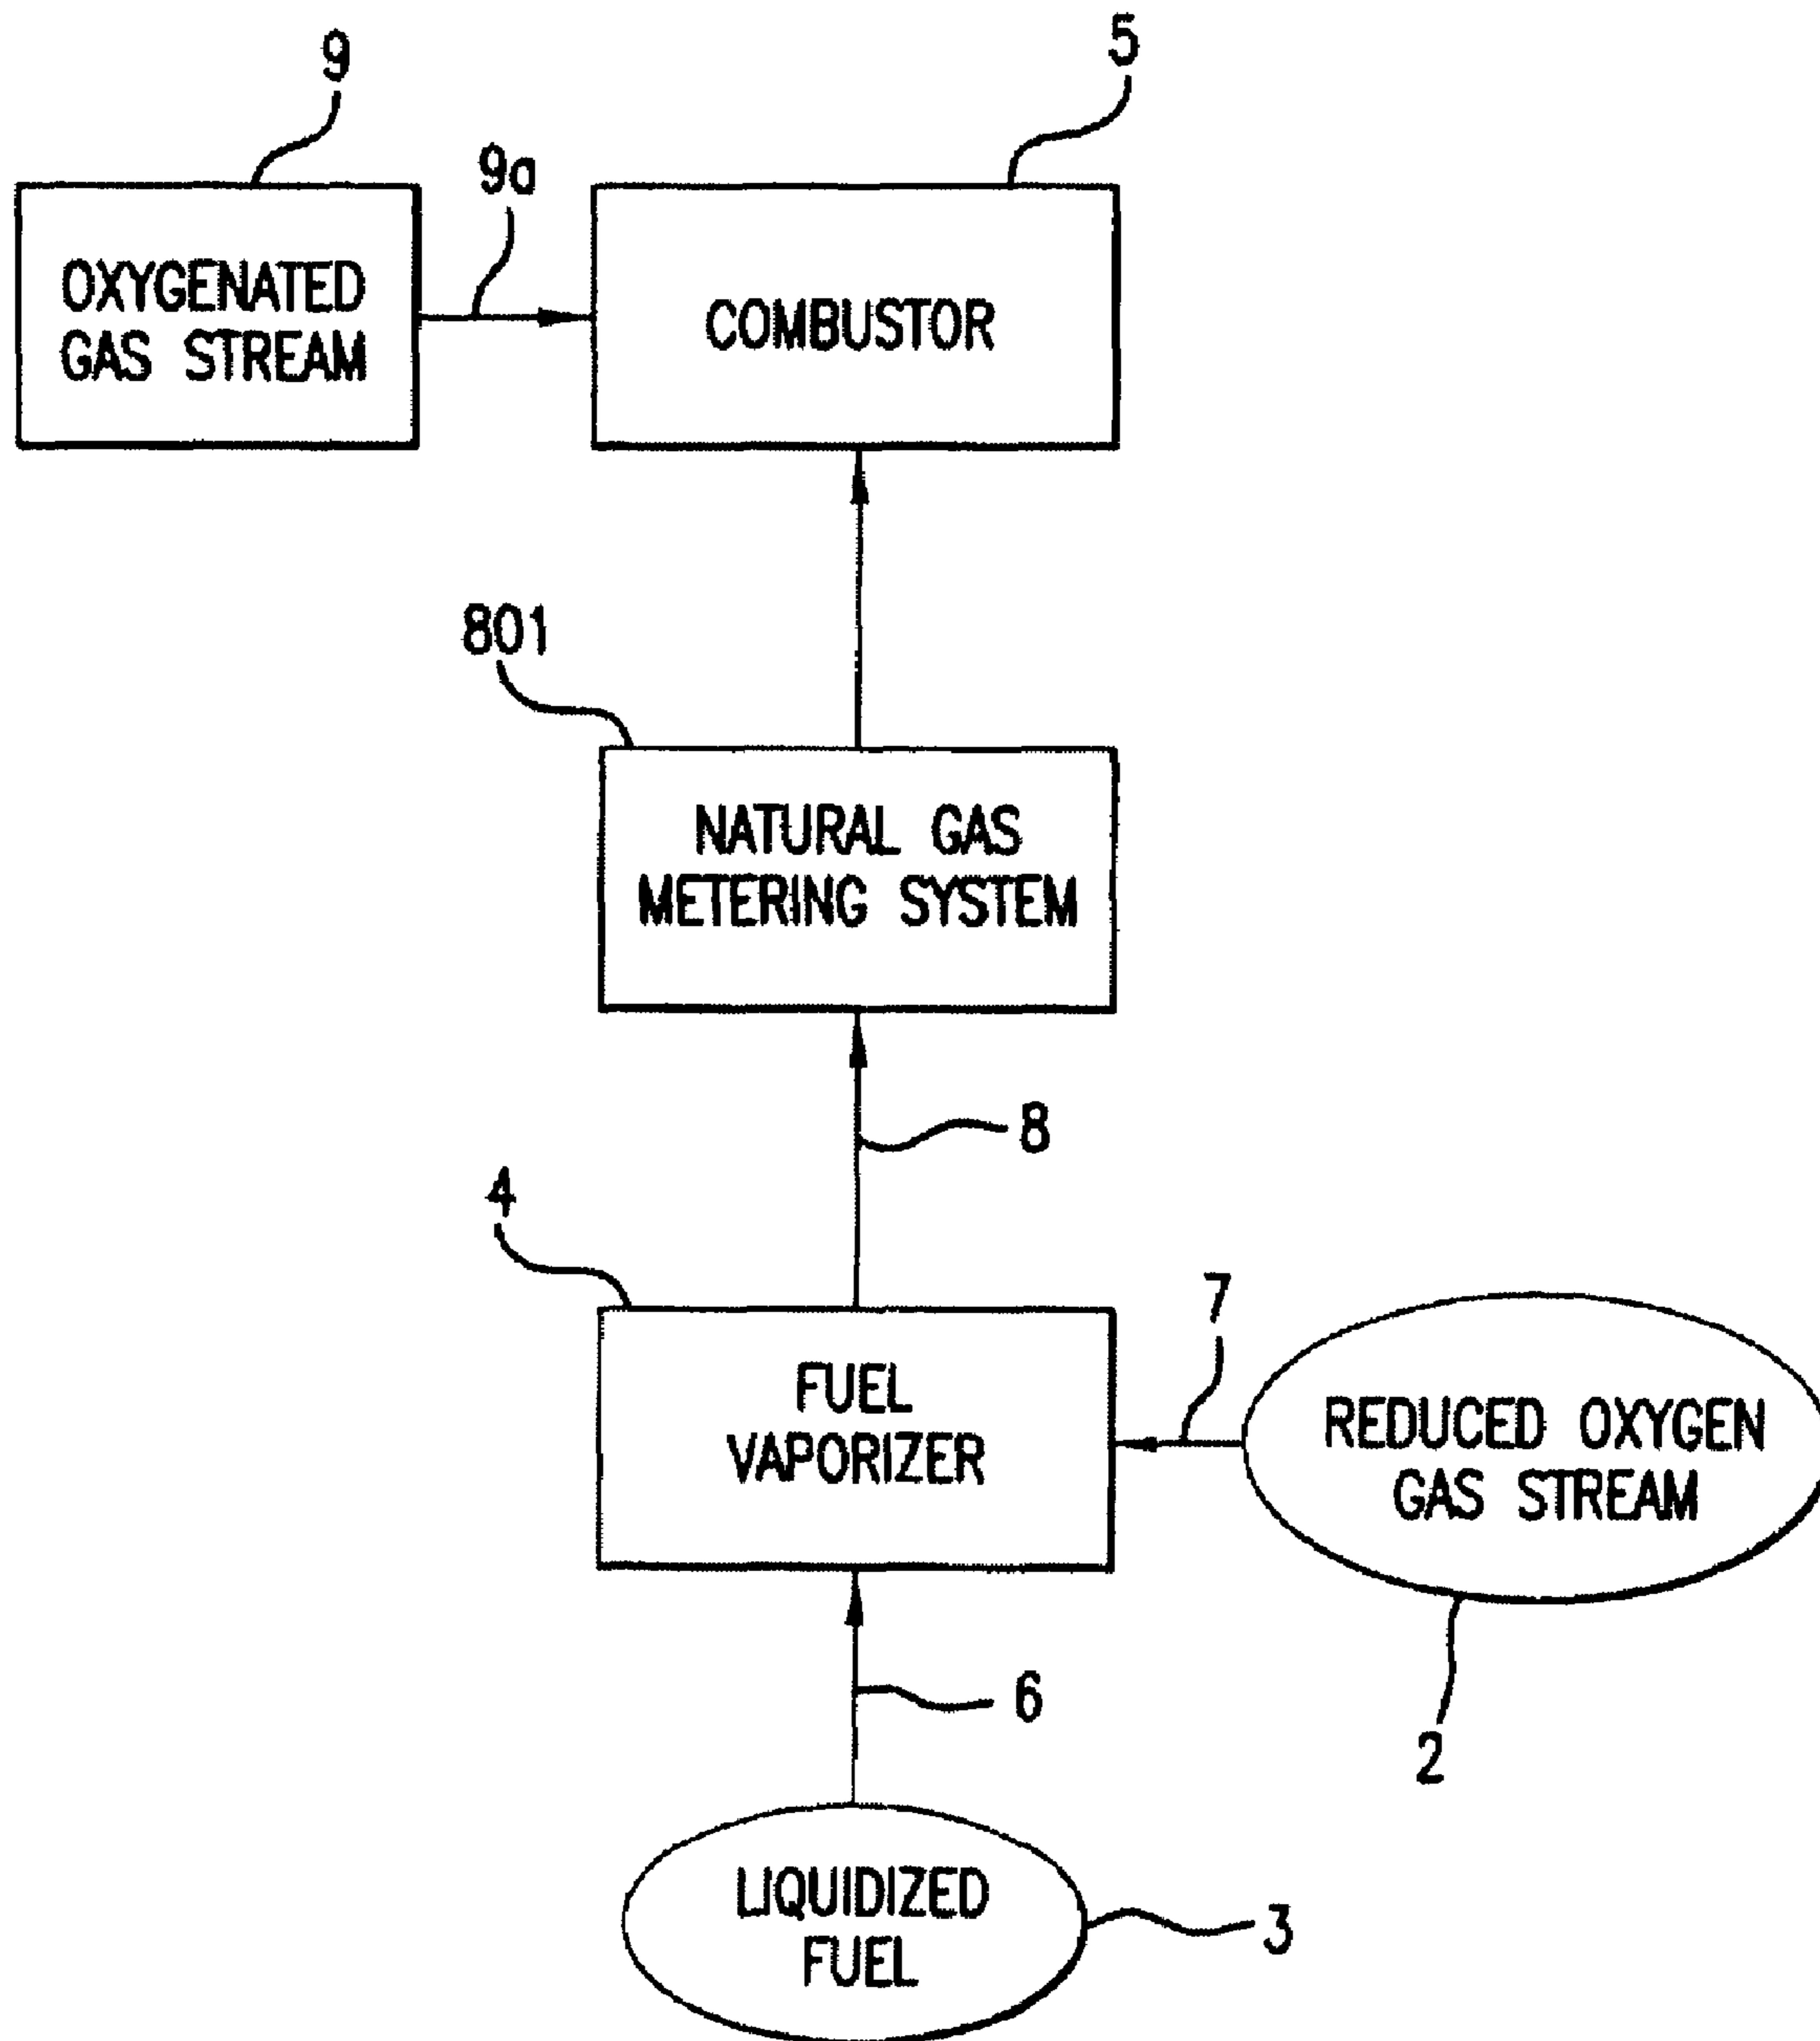 9
5
9a
OXYGENATED
GAS STREAM
COMBUSTOR
801
NATURAL GAS
METERING SYSTEM
8
4
7
FUEL
VAPORIZER
REDUCED OXYGEN
GAS STREAM
6
2
LIQUIDIZED
FUEL
3